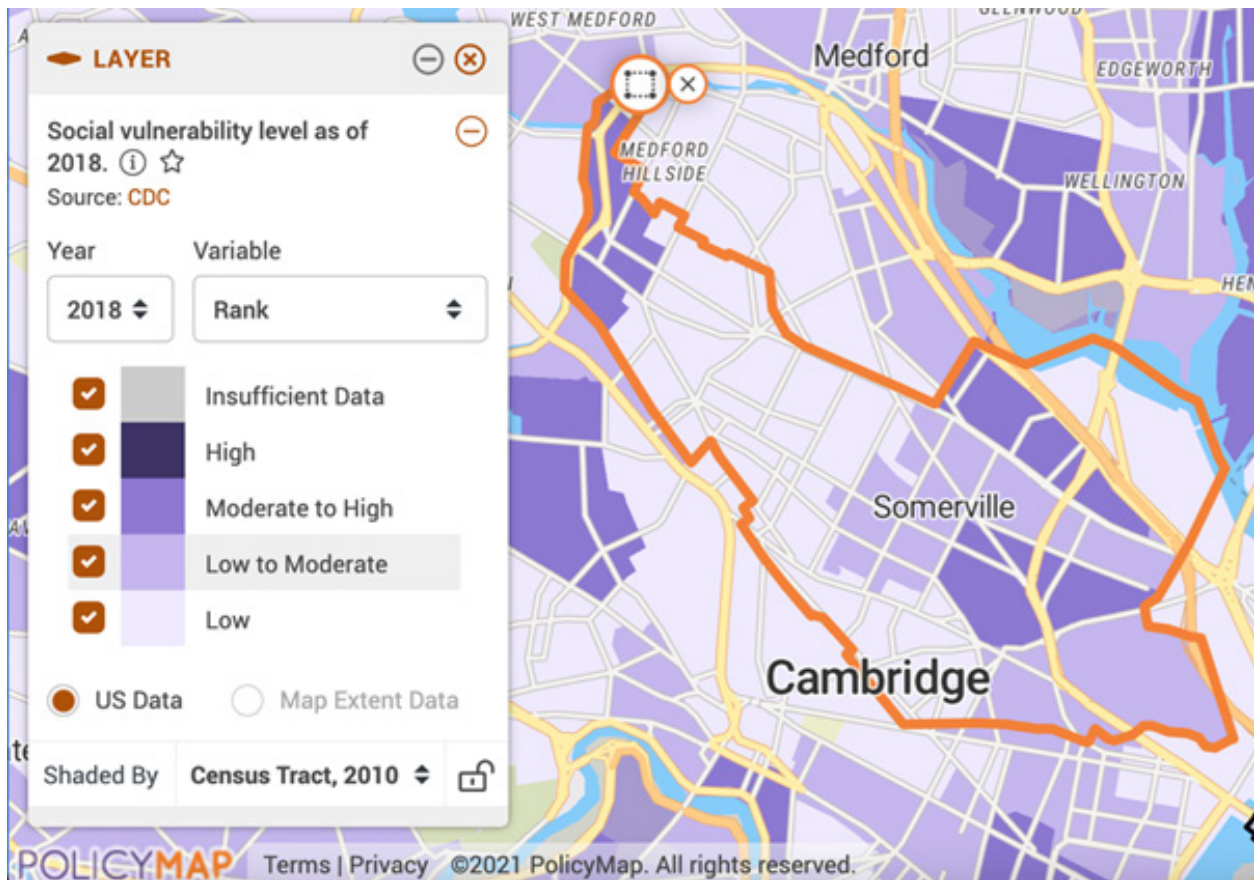 LAYER
Social vulnerability level as of
2018.
Source: CDC
Year Variable
2018 Rank
Insufficient Data
High
Moderate to High
Low to Moderate
Low
US Data Map Extent Data
Shaded By Census Tract, 2010
WEST MEDFORD
GLENWOOD
Medford
EDGEWORTH
MEDFORD
HILLSIDE
WELLINGTON
Somerville
Cambridge
POLICYMAP Terms | Privacy ©2021 PolicyMap. All rights reserved.